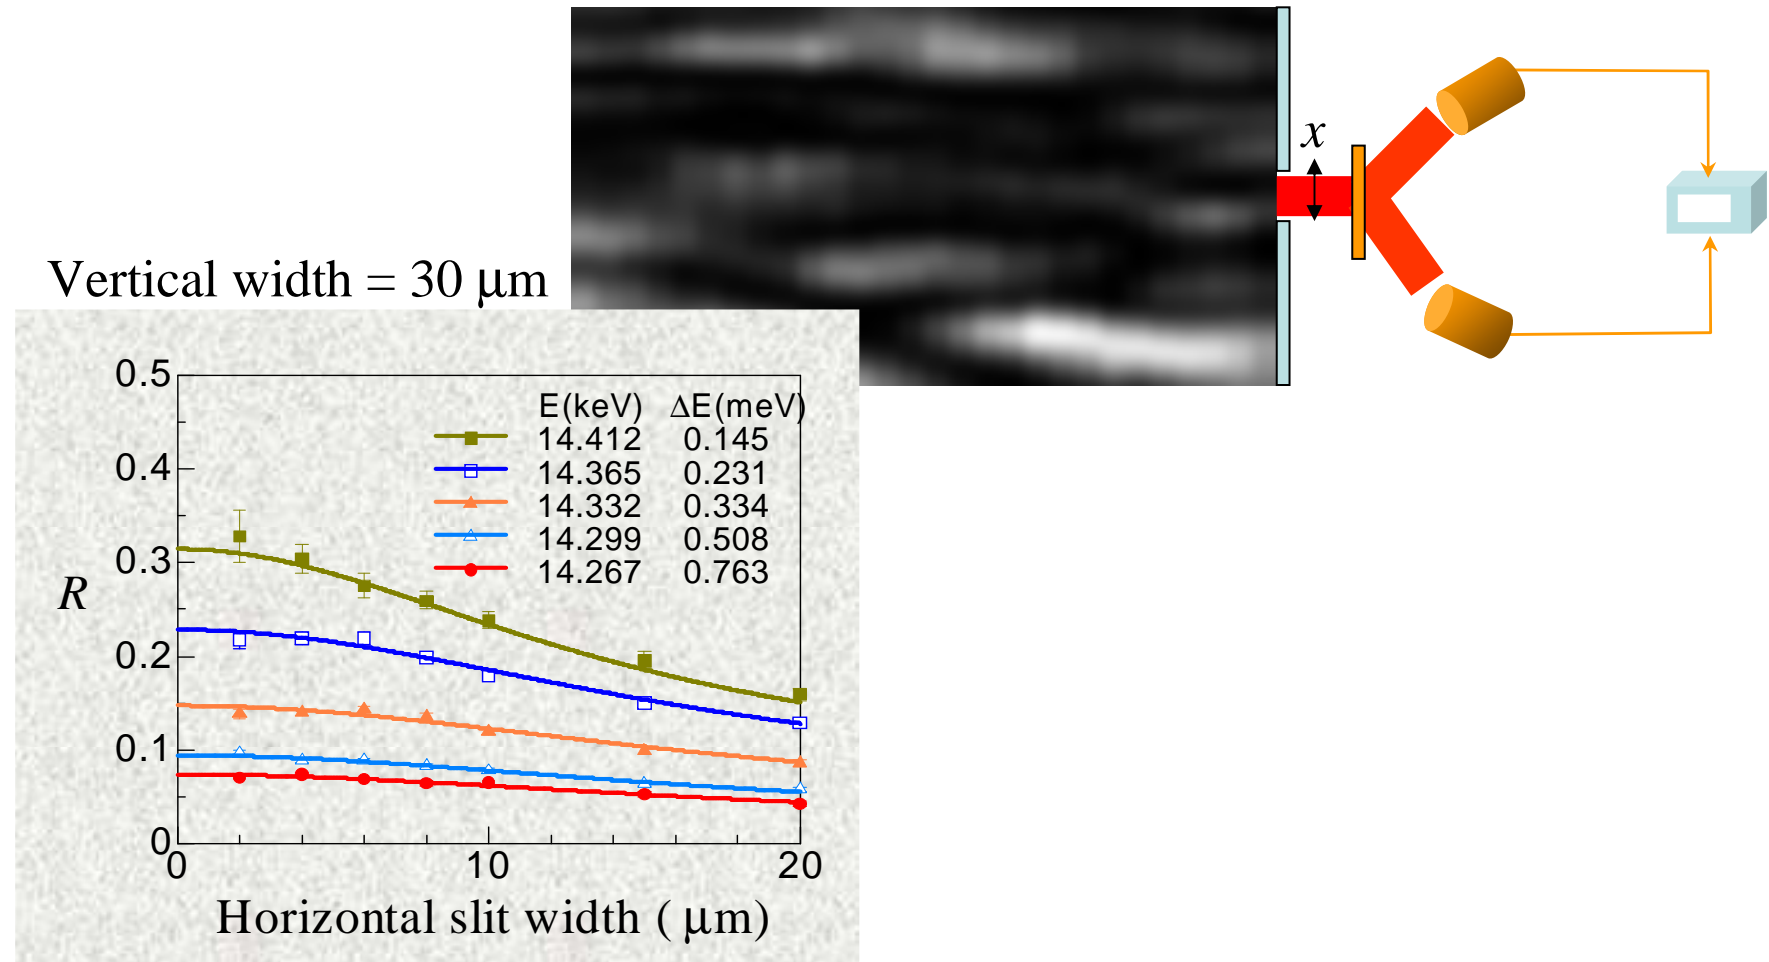 x
Vertical width = 30 μm
0.5
E(keV) ΔE(meV)
14.412 0.145
0.4
14.365 0.231
14.332 0.334
14.299 0.508
0.3
14.267 0.763
R
0.2
0.1
0
0 10 20
Horizontal slit width ( μm)